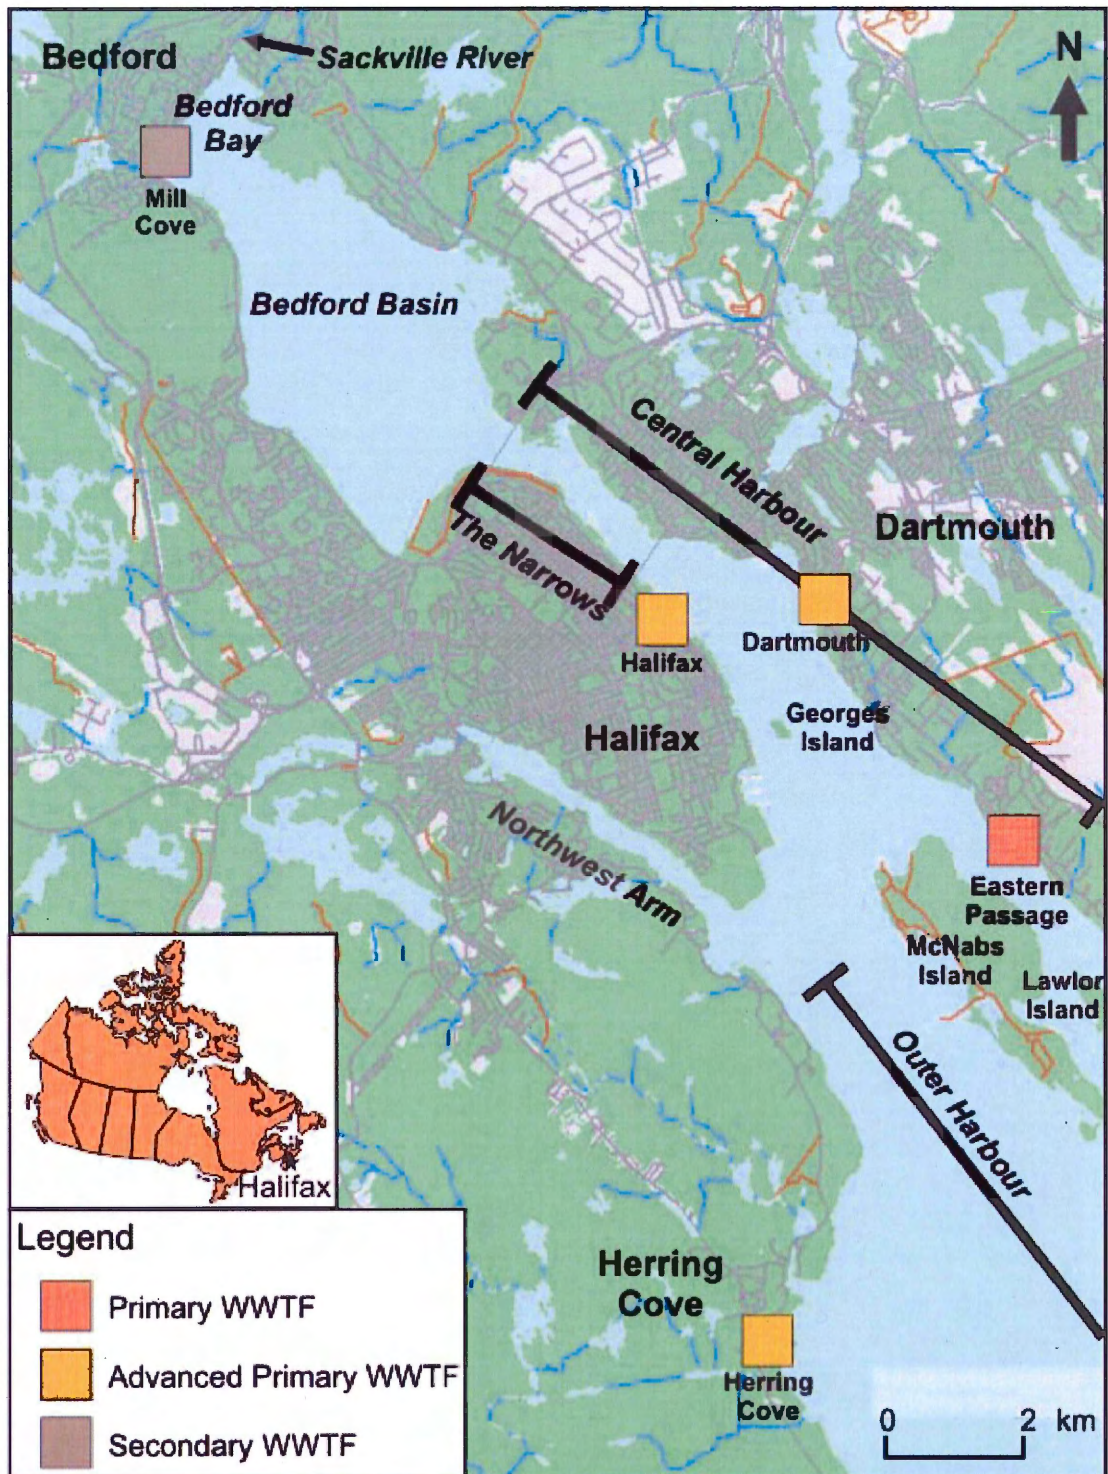 Bedford
Sackville River
N
Bedford
Bay
Mill
Cove
Bedford Basin
Central Harbour
The Narrows
Dartmouth
Dartmouth
Halifax
Georges
Island
Halifax
Northwest Arm
Eastern
Passage
McNabs
Island
Lawlor
Island
Outer Harbour
Halifax
Legend
Primary WWTF
Advanced Primary WWTF
Secondary WWTF
Herring
Cove
Herring
Cove
0 2 km